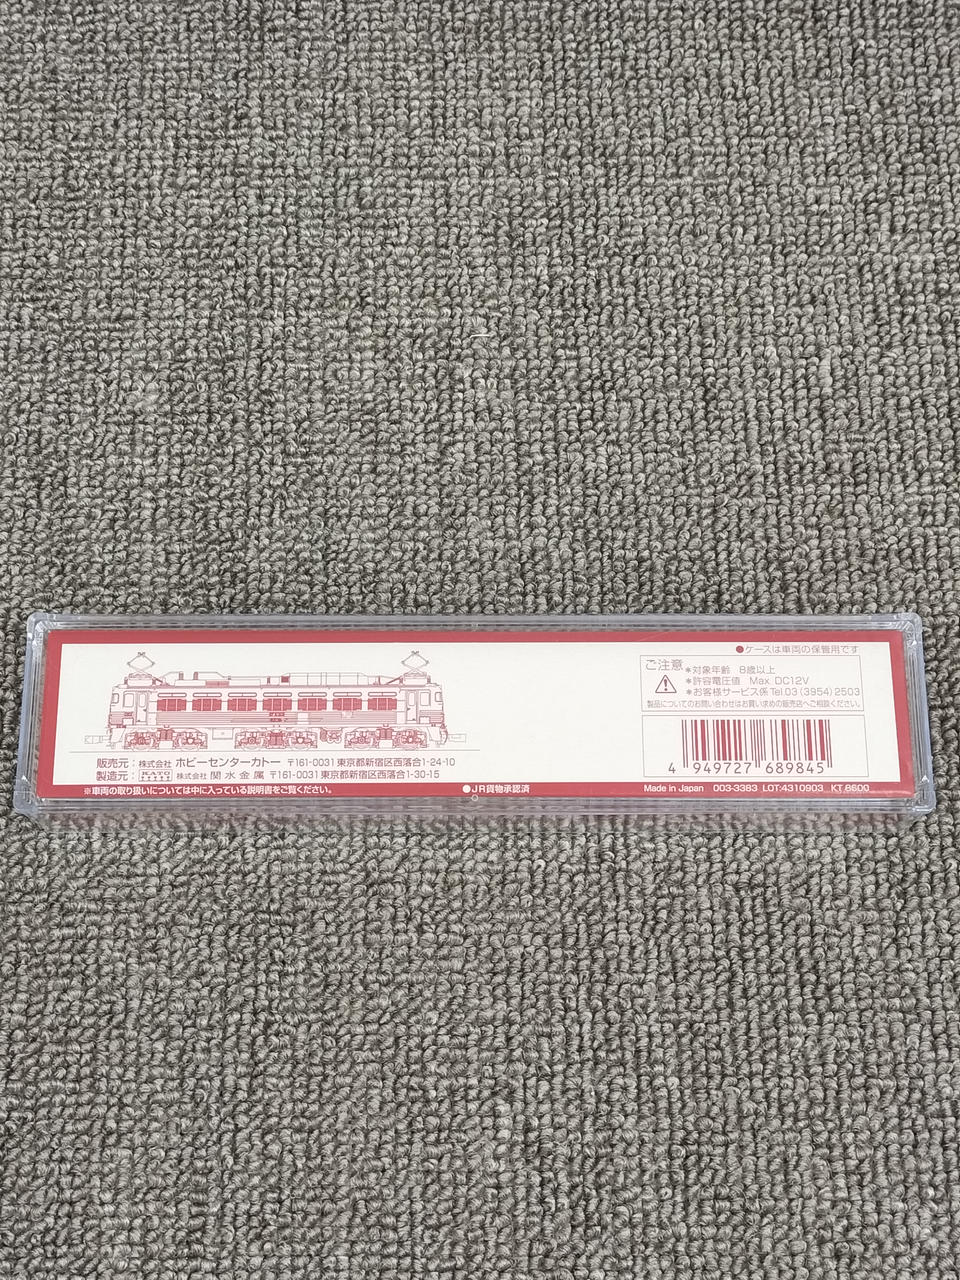 ●ケースは車両の保管用です
ご注意
*対象年齢 8歳以上
*許容電圧値 Max. DC12V
*お客様サービス係 Tel.03(3954)2503
製品についてのお問い合わせはお買い求めの販売店へご相談ください。
販売元：株式会社 ホビーセンターカトー 〒161-0031 東京都新宿区西落合1-24-10
製造元：KATO 株式会社 関水金属 〒161-0031 東京都新宿区西落合1-30-15
4 949727 689845
※車両の取り扱いについては中に入っている説明書をご覧ください。
●JR貨物承認済
Made in Japan 003-3383 LOT:4310903 KT 8600